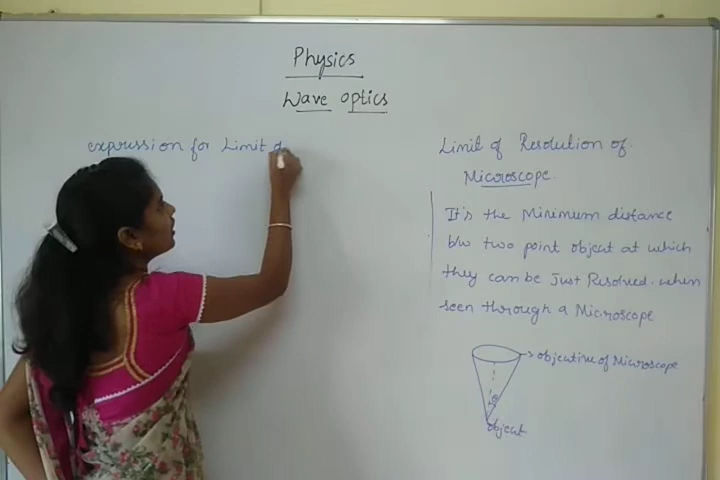 Physics
Wave optics
expression for Limit of
Limit of Resolution of
Microscope.
It's the Minimum distance
b/w two point object at which
they can be Just Resolved. when
seen through a Microscope
objective of Microscope
θ
object